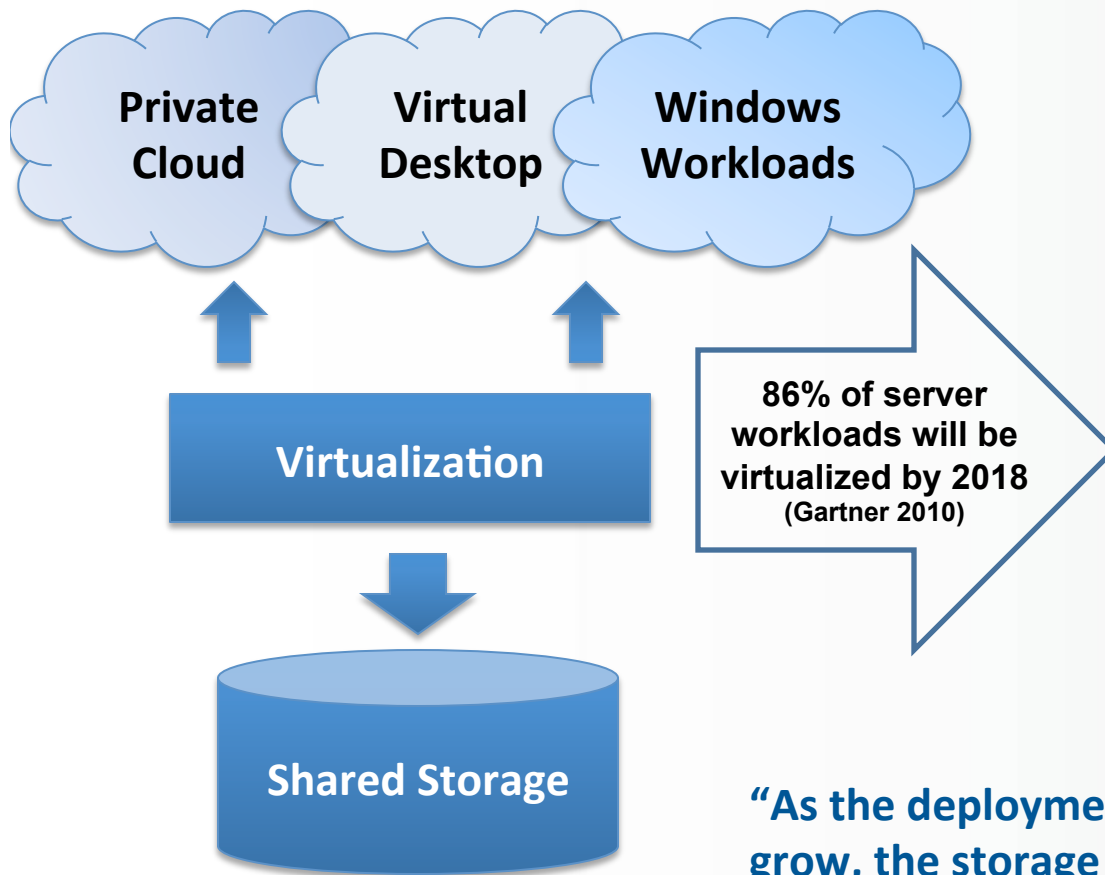 Private
Cloud
Virtual
Desktop
Windows
Workloads
Virtualization
86% of server
workloads will be
virtualized by 2018
(Gartner 2010)
Shared Storage
“As the
grow, the storage